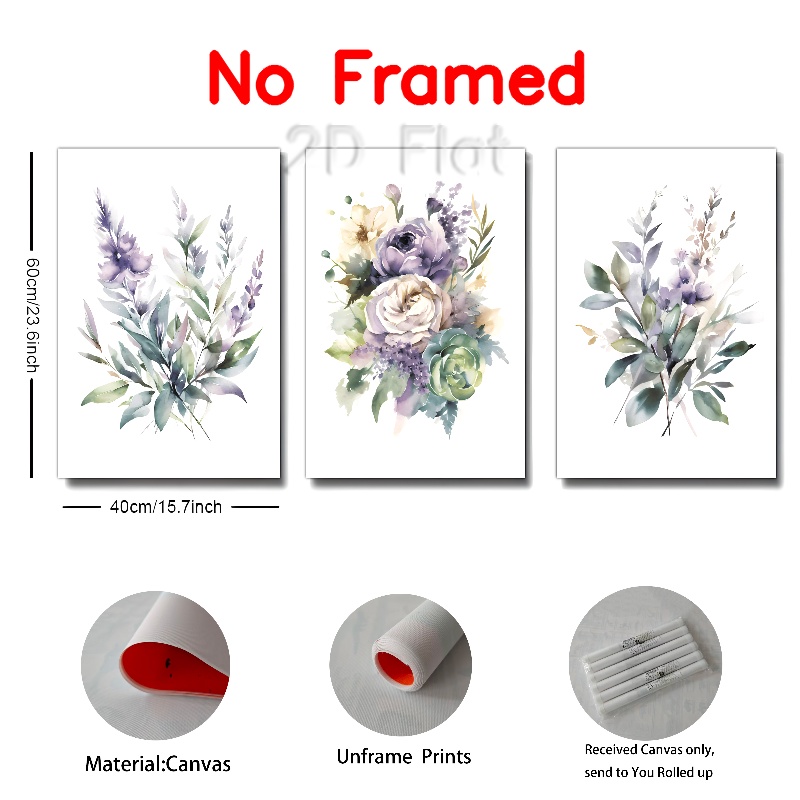 No Framed
2D Flat
60cm/23.6inch
40cm/15.7inch
Material:Canvas
Unframe Prints
Received Canvas only,
send to You Rolled up